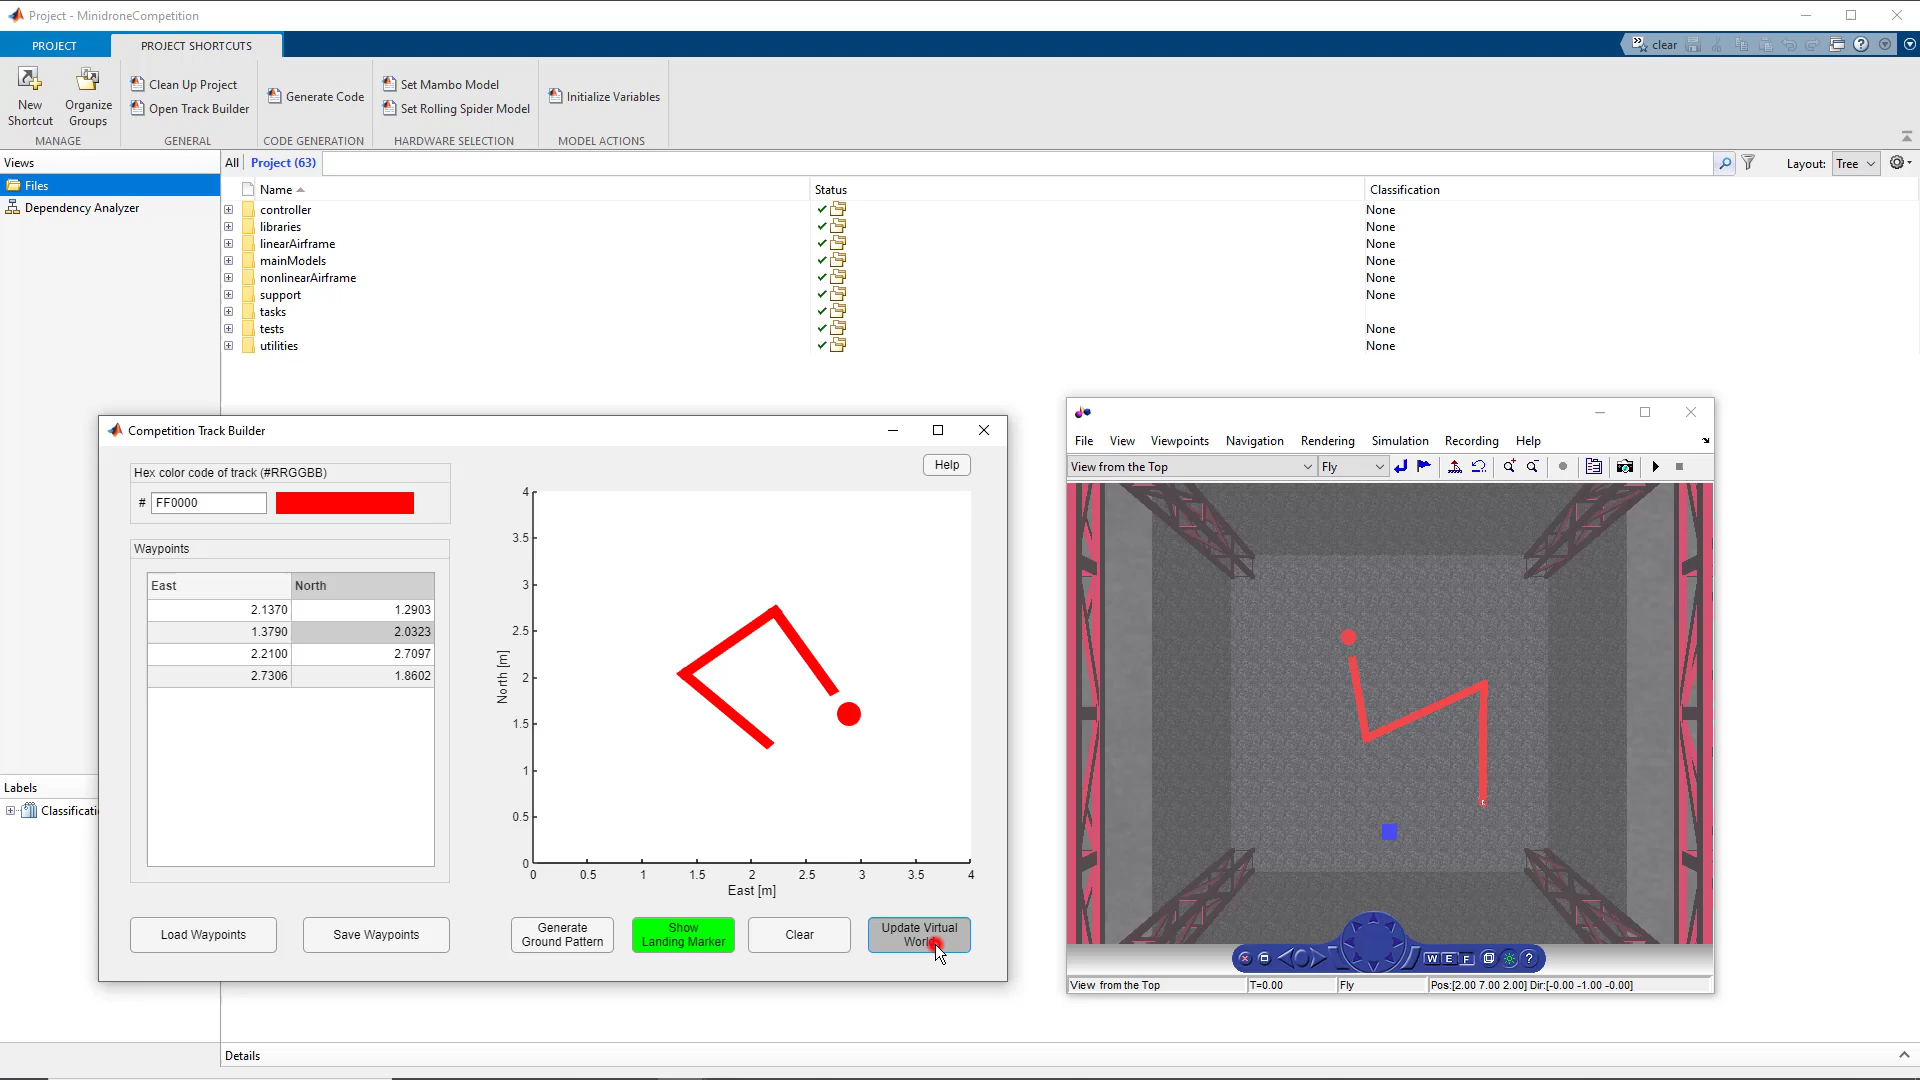 Project - MinidroneCompetition
PROJECT
PROJECT SHORTCUTS
clear
New Shortcut
Organize Groups
Clean Up Project
Open Track Builder
Generate Code
Set Mambo Model
Set Rolling Spider Model
Initialize Variables
MANAGE
GENERAL
CODE GENERATION
HARDWARE SELECTION
MODEL ACTIONS
Views
All
Project (63)
Layout: Tree
Files
Dependency Analyzer
Name Status Classification
controller None
libraries None
linearAirframe None
mainModels None
nonlinearAirframe None
support None
tasks
tests None
utilities None
Labels
Details
Competition Track Builder
Help
Hex color code of track (#RRGGBB)
# FF0000
Waypoints
East North
2.1370 1.2903
1.3790 2.0323
2.2100 2.7097
2.7306 1.8602
4
3.5
3
2.5
2
1.5
1
0.5
0
North [m]
0 0.5 1 1.5 2 2.5 3 3.5 4
East [m]
Load Waypoints
Save Waypoints
Generate
Ground Pattern
Show
Landing Marker
Clear
Update Virtual
File View Viewpoints Navigation Rendering Simulation Recording Help
View from the Top
Fly
W E F ?
View from the Top T=0.00 Fly Pos:[2.00 7.00 2.00] Dir:[-0.00 -1.00 -0.00]